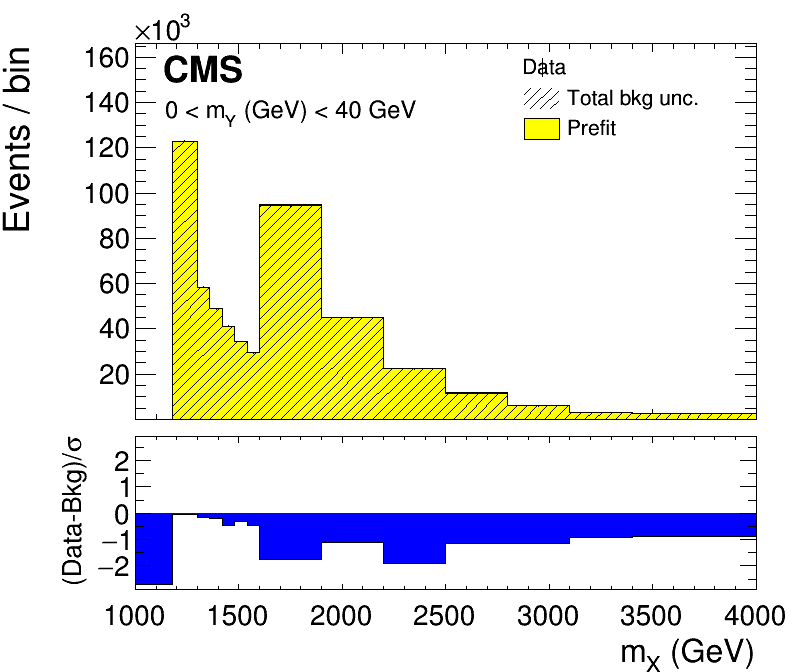 ×10³
Events / bin
160
140
120
100
80
60
40
20
CMS
0 < m_Y (GeV) < 40 GeV
Data
Total bkg unc.
Prefit
(Data-Bkg)/σ
2
1
0
−1
−2
1000 1500 2000 2500 3000 3500 4000
m_X (GeV)